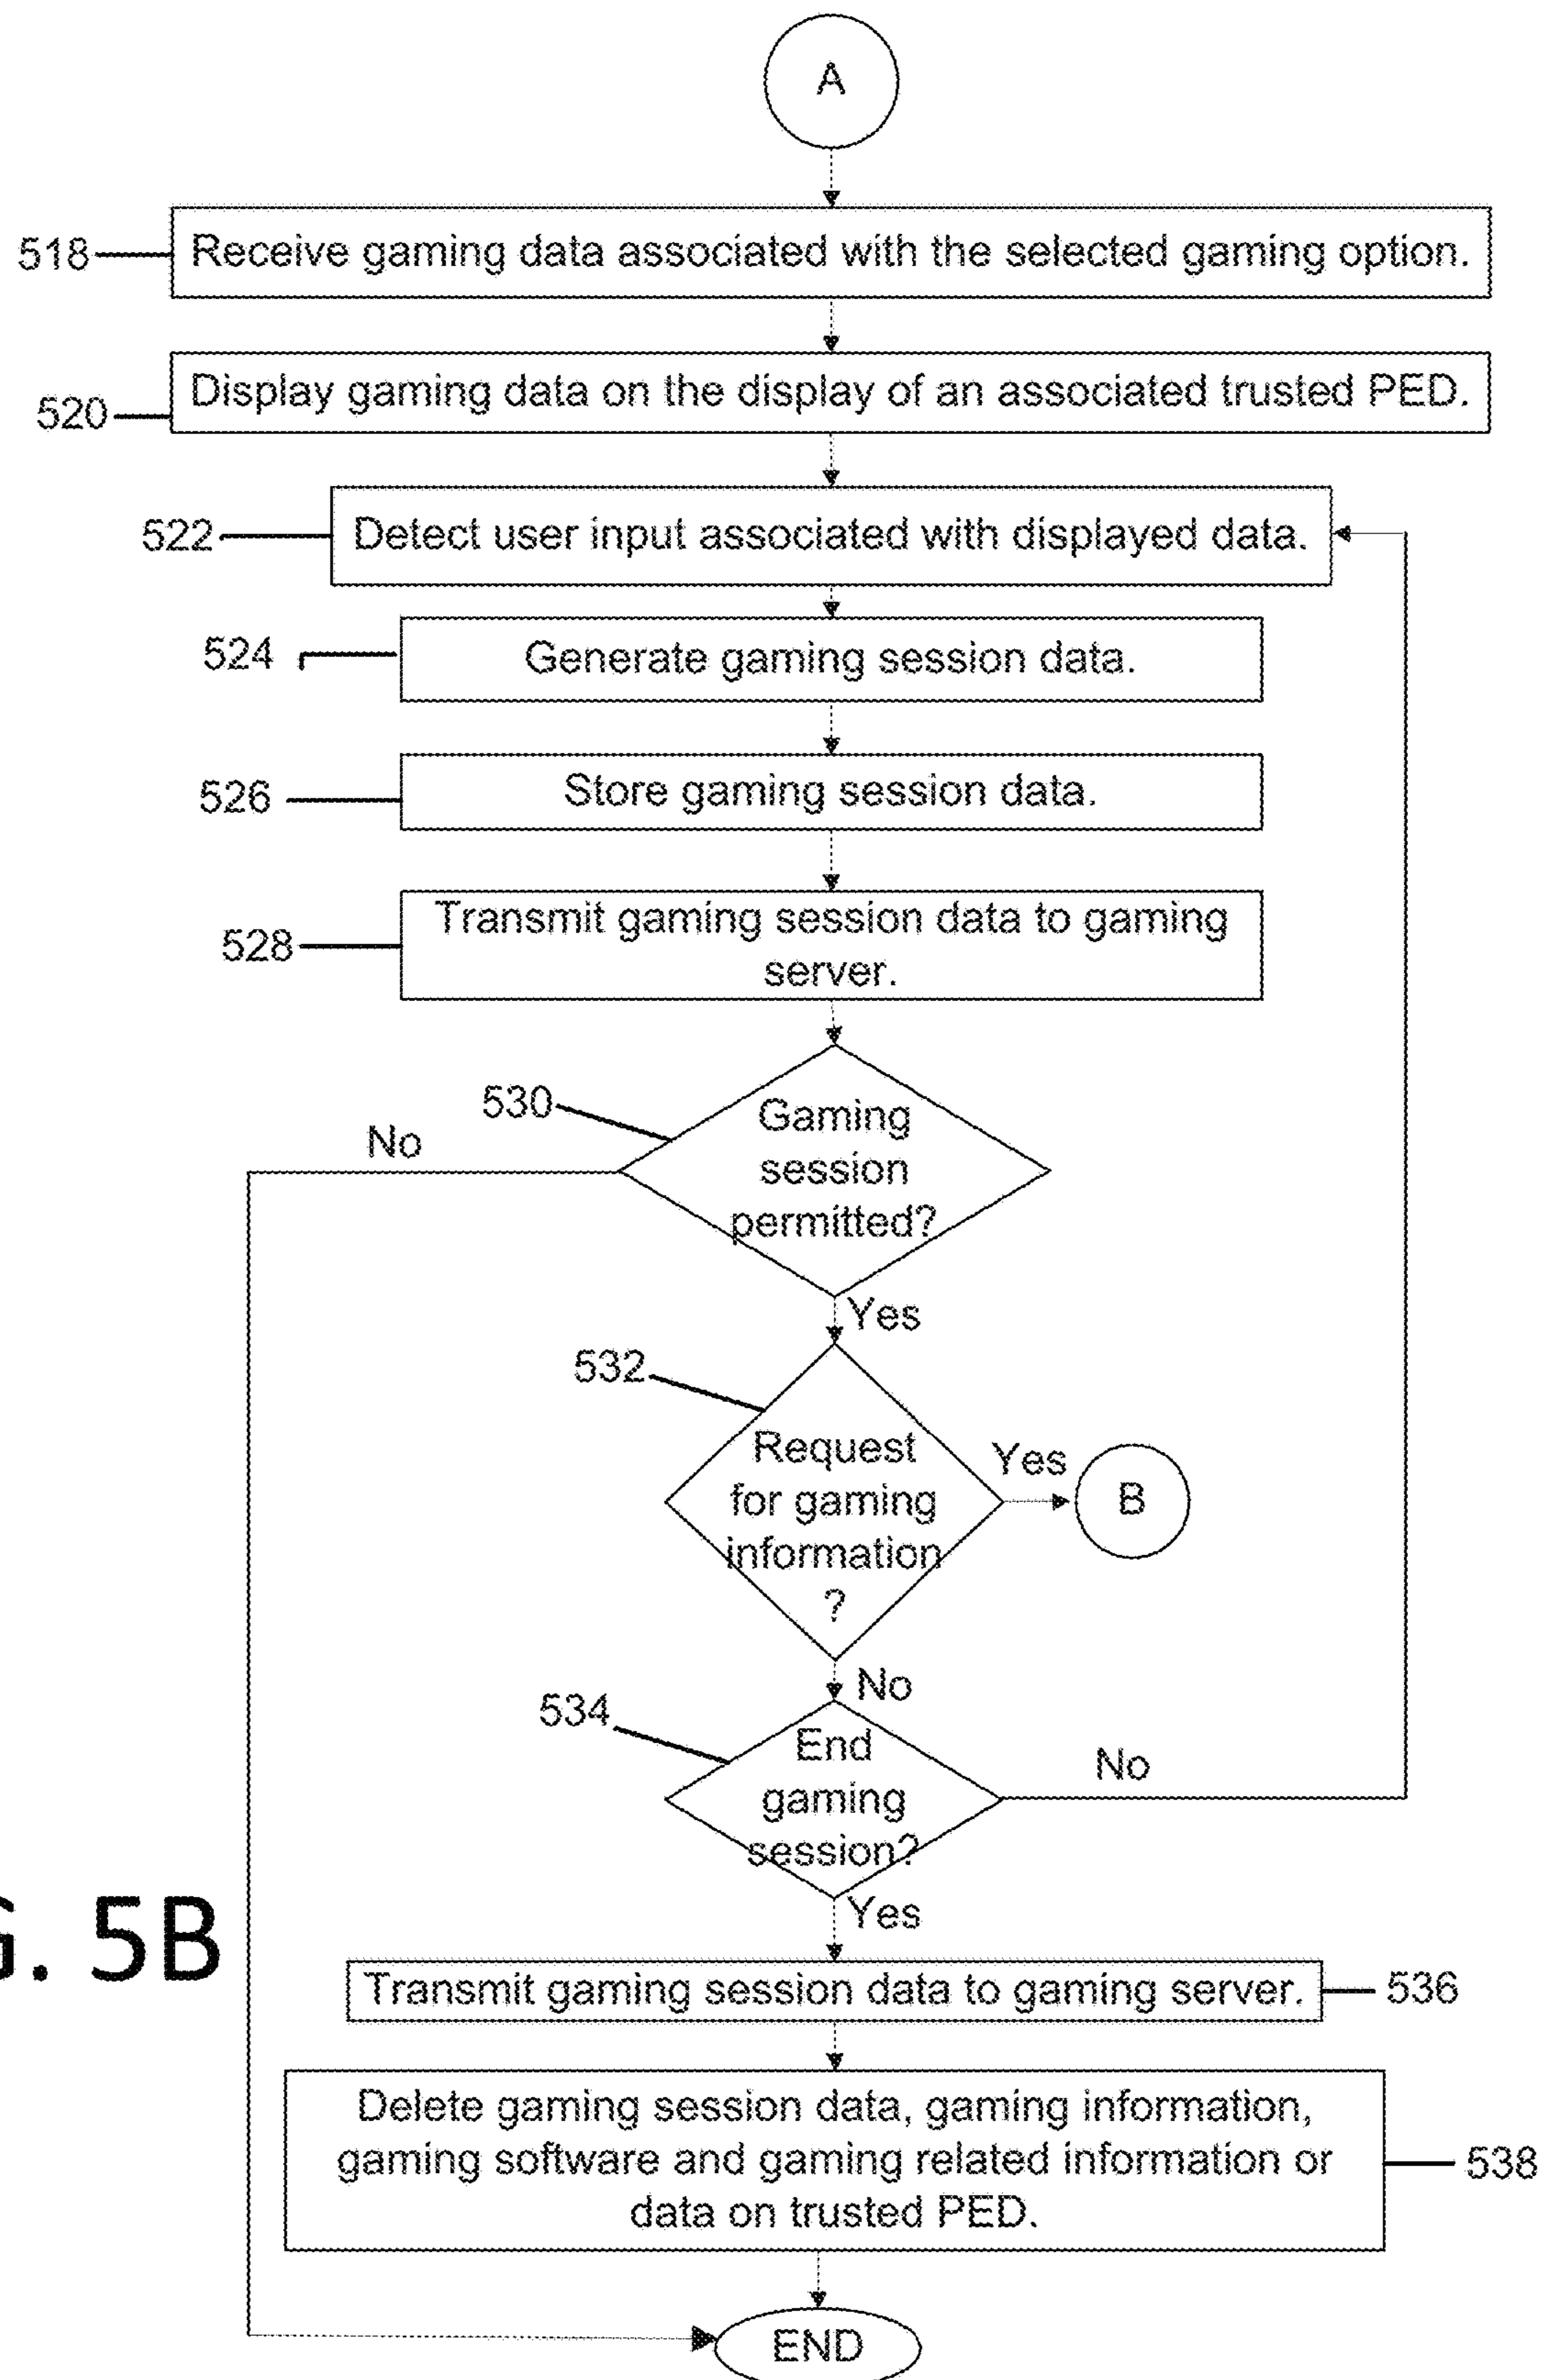 A
518
Receive gaming data associated with the selected gaming option.
520
Display gaming data on the display of an associated trusted PED.
522
Detect user input associated with displayed data.
524
Generate gaming session data.
526
Store gaming session data.
528
Transmit gaming session data to gaming
server.
530
No
Gaming
session
permitted?
Yes
532
Request
for gaming
information
?
Yes
B
No
534
End
gaming
session?
No
Yes
G. 5B
Transmit gaming session data to gaming server.
536
Delete gaming session data, gaming information,
gaming software and gaming related information or
data on trusted PED.
538
END